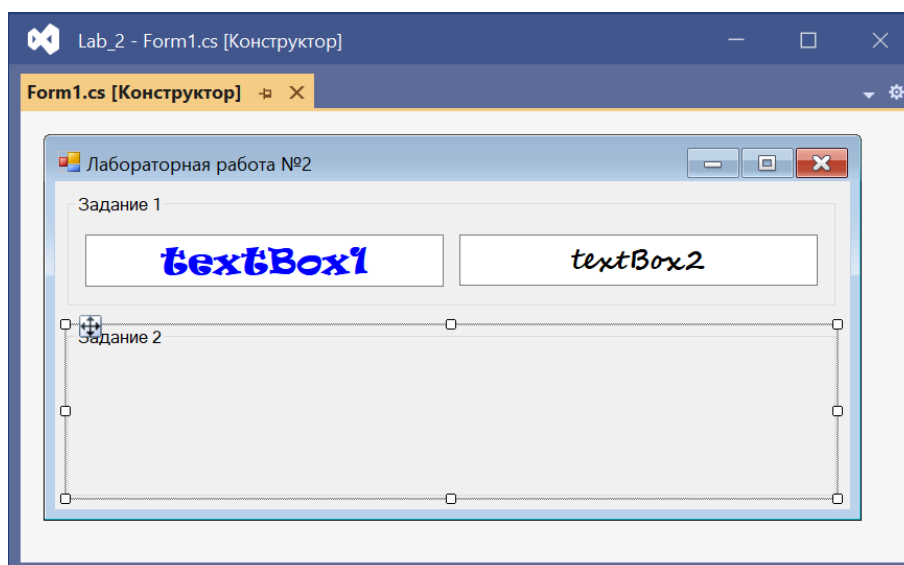 Lab_2 - Form1.cs [Конструктор]
Form1.cs [Конструктор]
Лабораторная работа №2
Задание 1
textBox1 textBox2
Задание 2